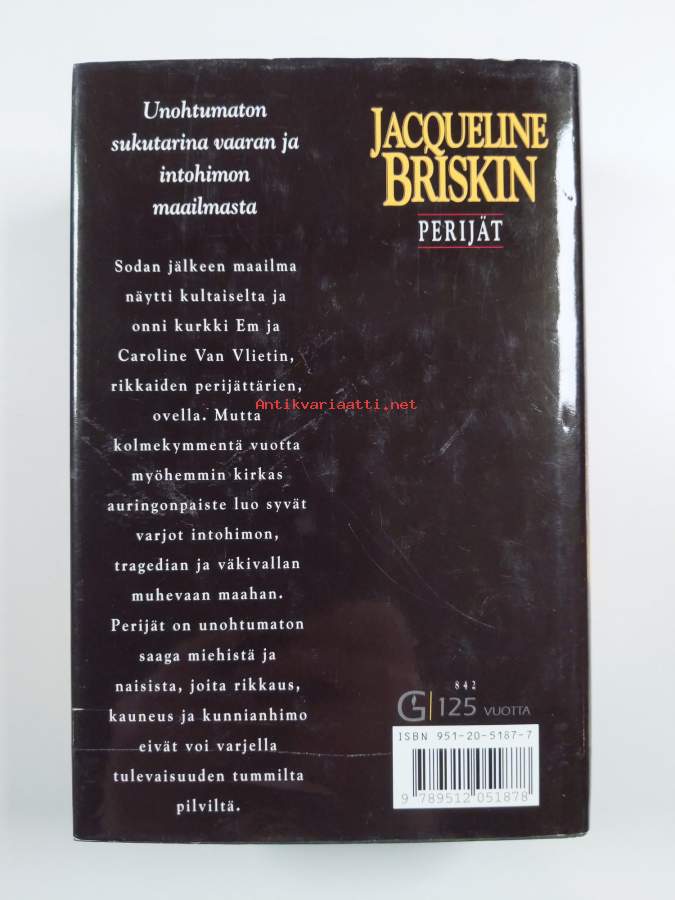 Unohtumaton
sukutarina vaaran ja
intohimon
maailmasta
JACQUELINE
BRISKIN
PERIJÄT
Sodan jälkeen maailma
näytti kultaiselta ja
onni kurkki Em ja
Caroline Van Vlietin,
rikkaiden perijättärien,
ovella. Mutta
kolmekymmentä vuotta
myöhemmin kirkas
auringonpaiste luo syvät
varjot intohimon,
tragedian ja väkivallan
muhevaan maahan.
Perijät on unohtumaton
saaga miehistä ja
naisista, joita rikkaus,
kauneus ja kunnianhimo
eivät voi varjella
tulevaisuuden tummilta
pilviltä.
Antikvariaatti.net
842
G 125 VUOTTA
ISBN 951-20-5187-7
9 789512 051878